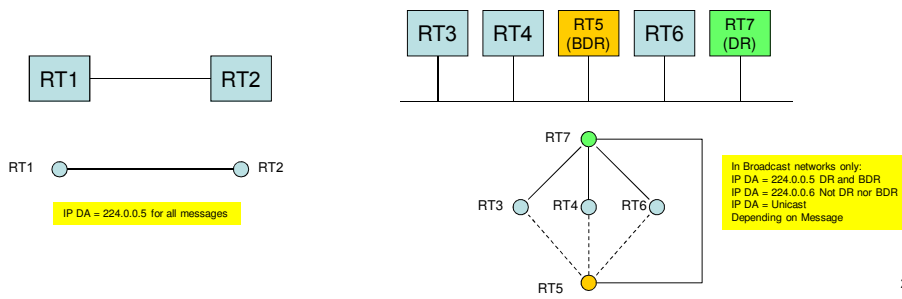 RT1
RT2
RT3
RT4
RT5
(BDR)
RT6
RT7
(DR)
RT1
RT2
IP DA = 224.0.0.5 for all messages
RT7
RT3
RT4
RT6
RT5
In Broadcast networks only:
IP DA = 224.0.0.5 DR and BDR
IP DA = 224.0.0.6 Not DR nor BDR
IP DA = Unicast
Depending on Message